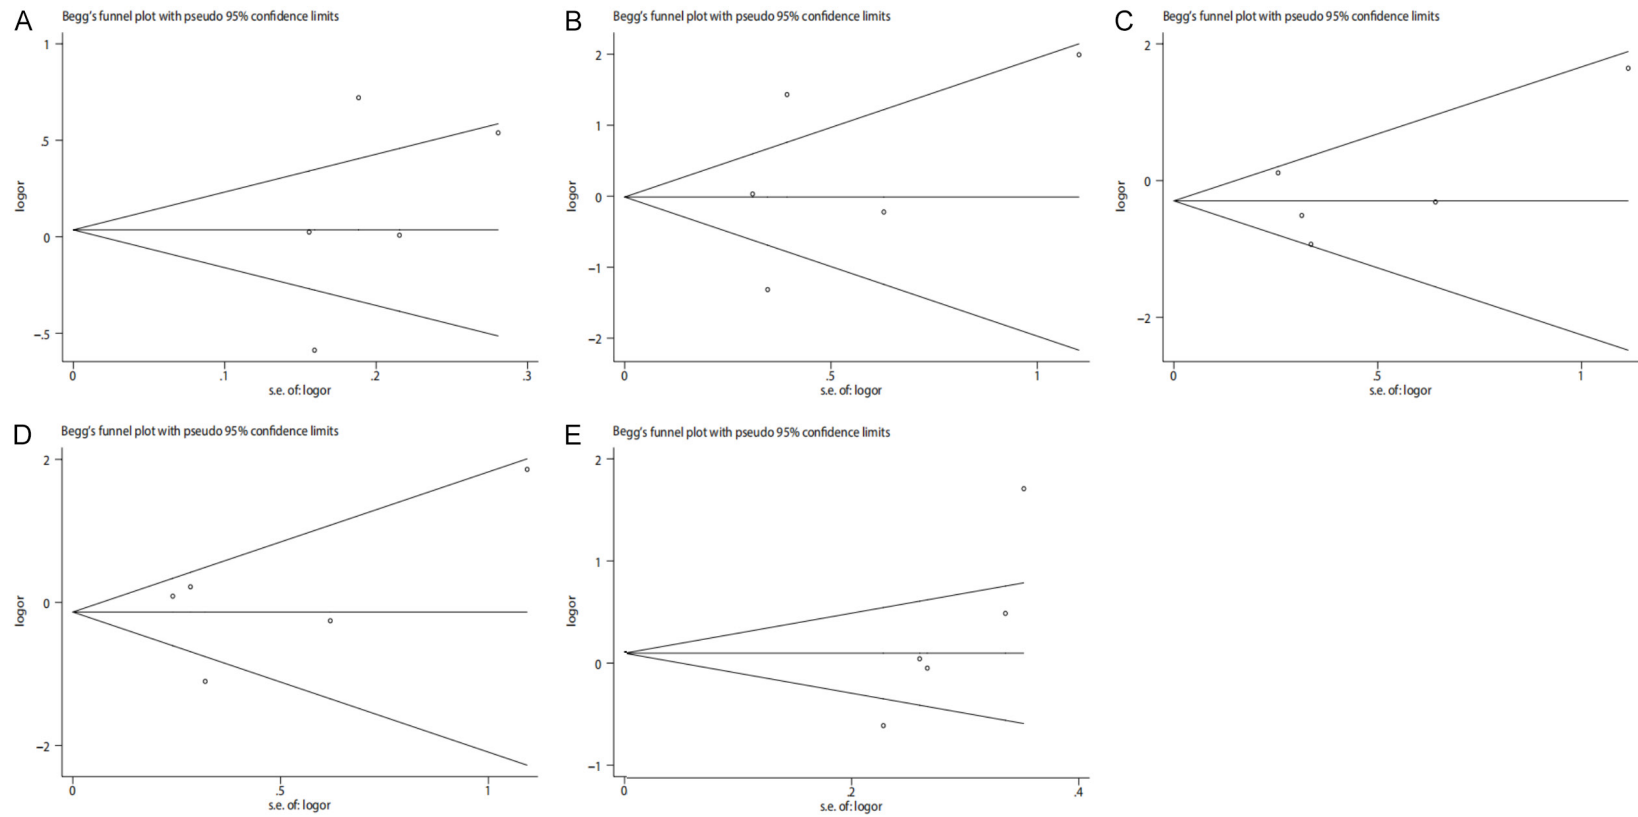 A
Begg's funnel plot with pseudo 95% confidence limits
1
.5
0
−.5
logor
0 .1 .2 .3
s.e. of: logor
B
Begg's funnel plot with pseudo 95% confidence limits
2
1
0
−1
−2
logor
0 .5 1
s.e. of: logor
C
Begg's funnel plot with pseudo 95% confidence limits
2
0
−2
logor
0 .5 1
s.e. of: logor
D
Begg's funnel plot with pseudo 95% confidence limits
2
0
−2
logor
0 .5 1
s.e. of: logor
E
Begg's funnel plot with pseudo 95% confidence limits
2
1
0
−1
logor
0 .2 .4
s.e. of: logor